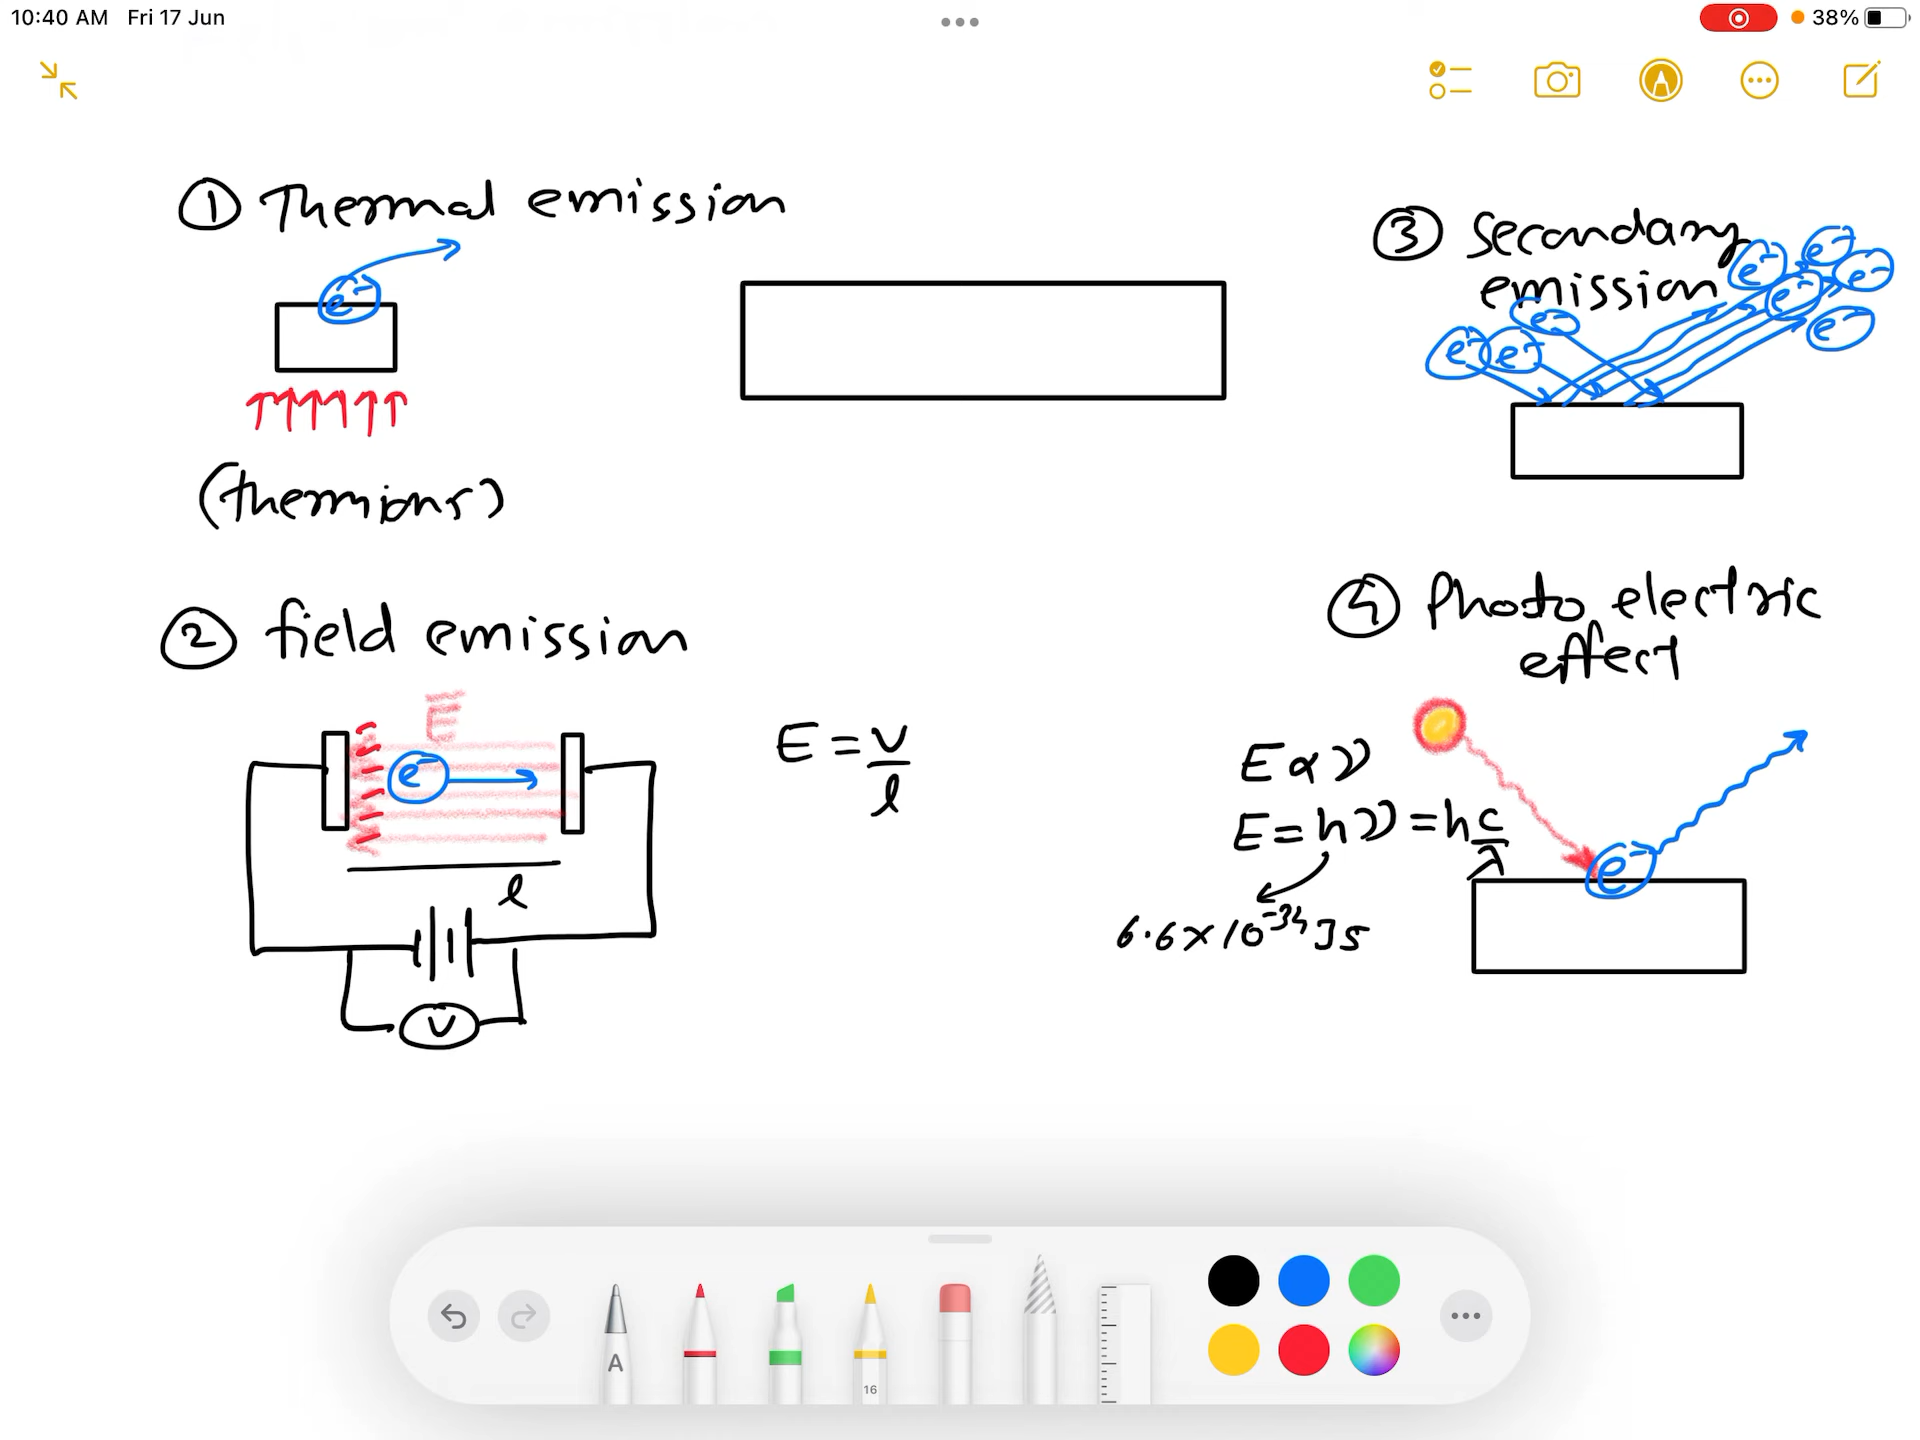 10:40 AM Fri 17 Jun
38%
① Thermal emission
e⁻
(thermions)
② field emission
E
e⁻
l
V
E = v/l
③ Secondary
emission
e⁻ e⁻ e⁻
e⁻ e⁻ e⁻ e⁻ e⁻
④ Photo electric
effect
E α ν
E = hν = hc/λ
6.6×10⁻³⁴ Js
e⁻
A
16